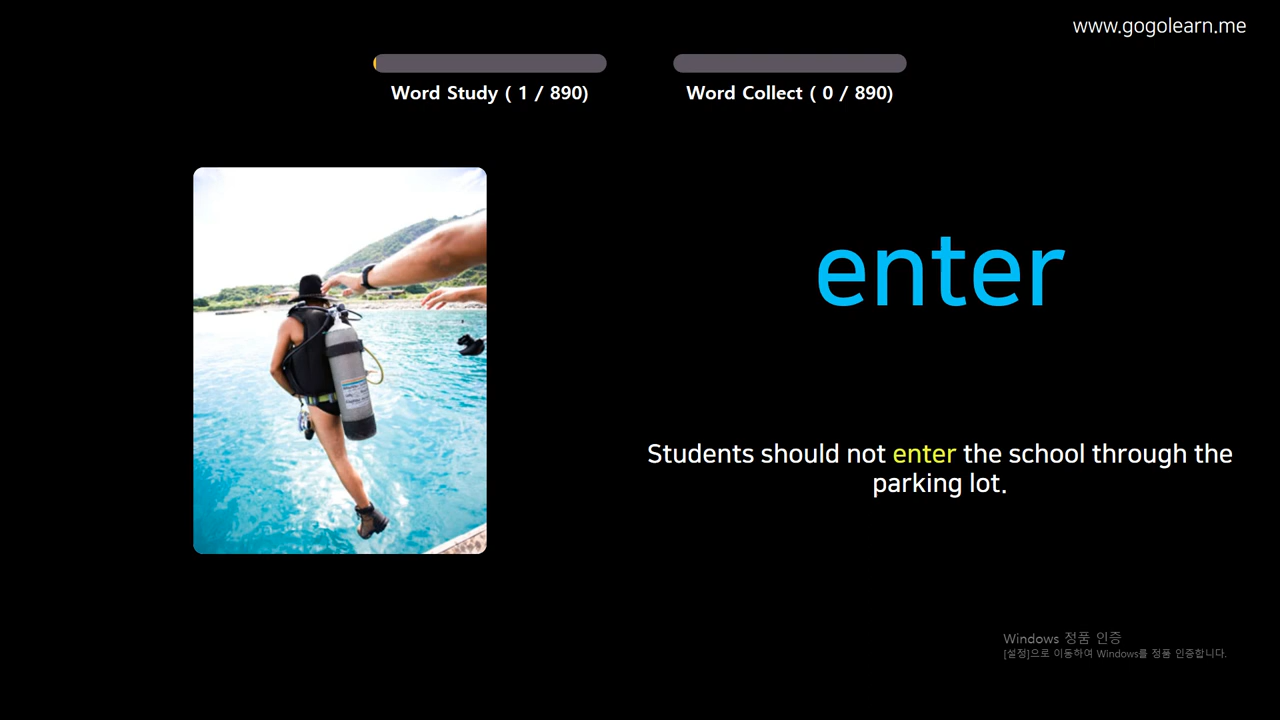 www.gogolearn.me
Word Study ( 1 / 890)
Word Collect ( 0 / 890)
enter
Students should not enter the school through the
parking lot.
Windows 정품 인증
[설정]으로 이동하여 Windows를 정품 인증합니다.